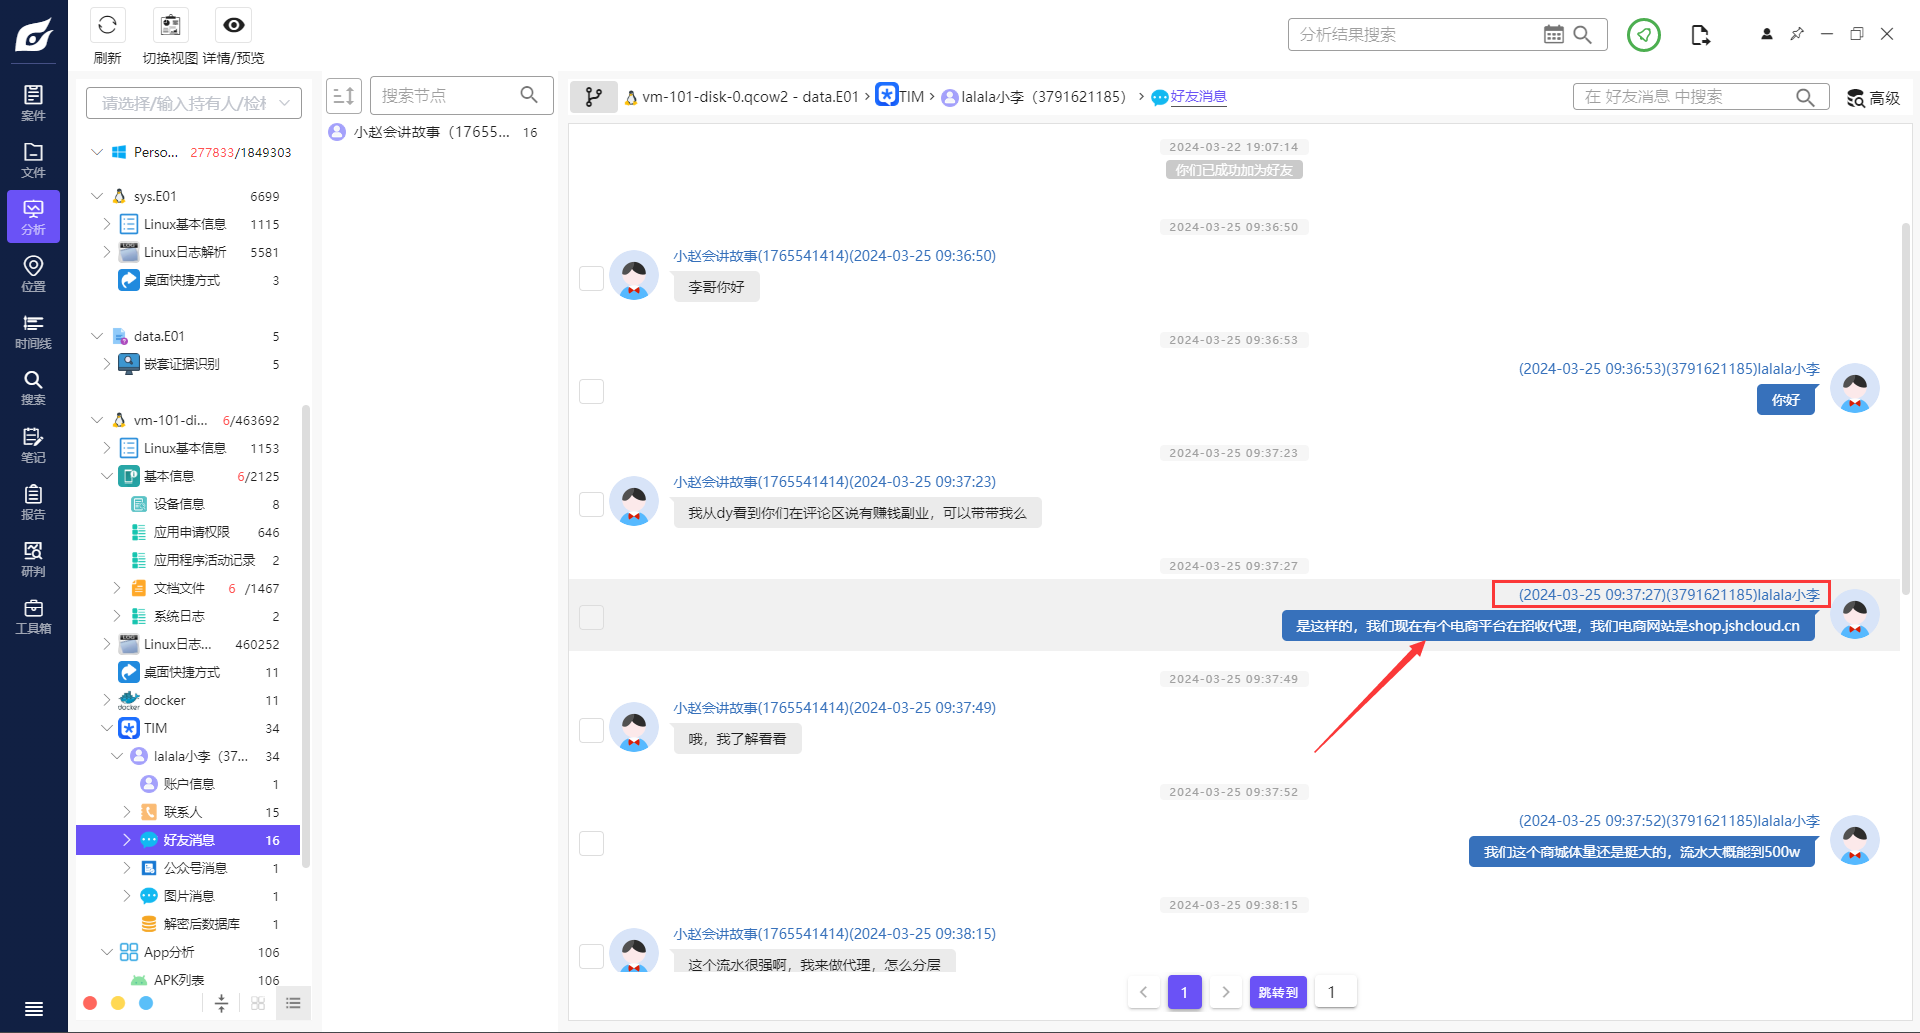 刷新
切换视图
详情/预览
分析结果搜索
案件
文件
分析
位置
时间线
搜索
笔记
报告
研判
工具箱
请选择/输入持有人/检材
Perso... 277833/1849303
sys.E01 6699
Linux基本信息 1115
Linux日志解析 5581
桌面快捷方式 3
data.E01 5
嵌套证据识别 5
vm-101-di... 6/463692
Linux基本信息 1153
基本信息 6/2125
设备信息 8
应用申请权限 646
应用程序活动记录 2
文档文件 6 /1467
系统日志 2
Linux日志... 460252
桌面快捷方式 11
docker 11
TIM 34
lalala小李（37... 34
账户信息 1
联系人 15
好友消息 16
公众号消息 1
图片消息 1
解密后数据库 1
App分析 106
APK列表 106
搜索节点
小赵会讲故事（17655... 16
vm-101-disk-0.qcow2 - data.E01 › TIM › lalala小李（3791621185） › 好友消息
在 好友消息 中搜索
高级
2024-03-22 19:07:14
你们已成功加为好友
2024-03-25 09:36:50
小赵会讲故事(1765541414)(2024-03-25 09:36:50)
李哥你好
2024-03-25 09:36:53
(2024-03-25 09:36:53)(3791621185)lalala小李
你好
2024-03-25 09:37:23
小赵会讲故事(1765541414)(2024-03-25 09:37:23)
我从dy看到你们在评论区说有赚钱副业，可以带带我么
2024-03-25 09:37:27
(2024-03-25 09:37:27)(3791621185)lalala小李
是这样的，我们现在有个电商平台在招收代理，我们电商网站是shop.jshcloud.cn
2024-03-25 09:37:49
小赵会讲故事(1765541414)(2024-03-25 09:37:49)
哦，我了解看看
2024-03-25 09:37:52
(2024-03-25 09:37:52)(3791621185)lalala小李
我们这个商城体量还是挺大的，流水大概能到500w
2024-03-25 09:38:15
小赵会讲故事(1765541414)(2024-03-25 09:38:15)
这个流水很强啊，我来做代理，怎么分层
1
跳转到
1